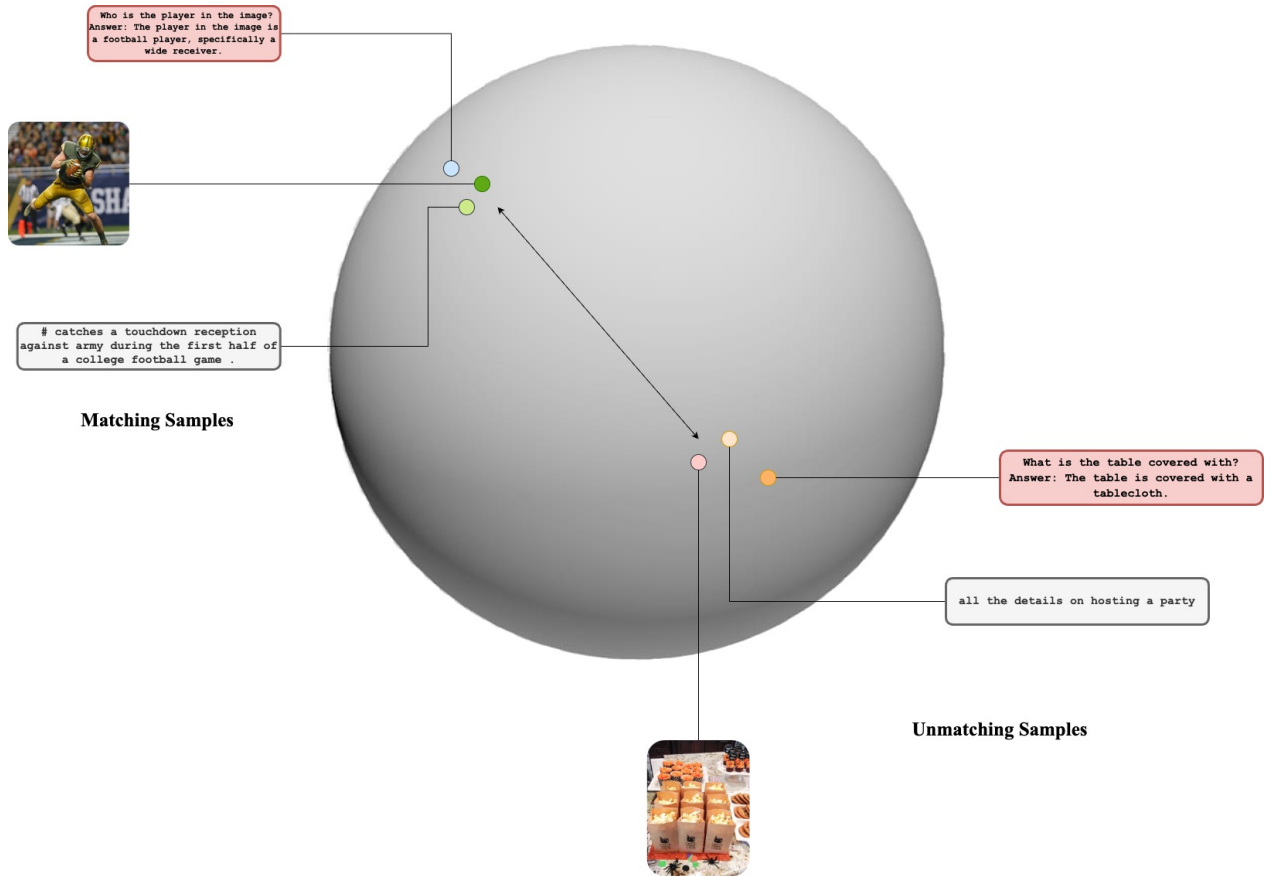 Who is the player in the image?
Answer: The player in the image is
a football player, specifically a
wide receiver.
SHA
# catches a touchdown reception
against army during the first half of
a college football game .
Matching Samples
What is the table covered with?
Answer: The table is covered with a
tablecloth.
all the details on hosting a party
Unmatching Samples